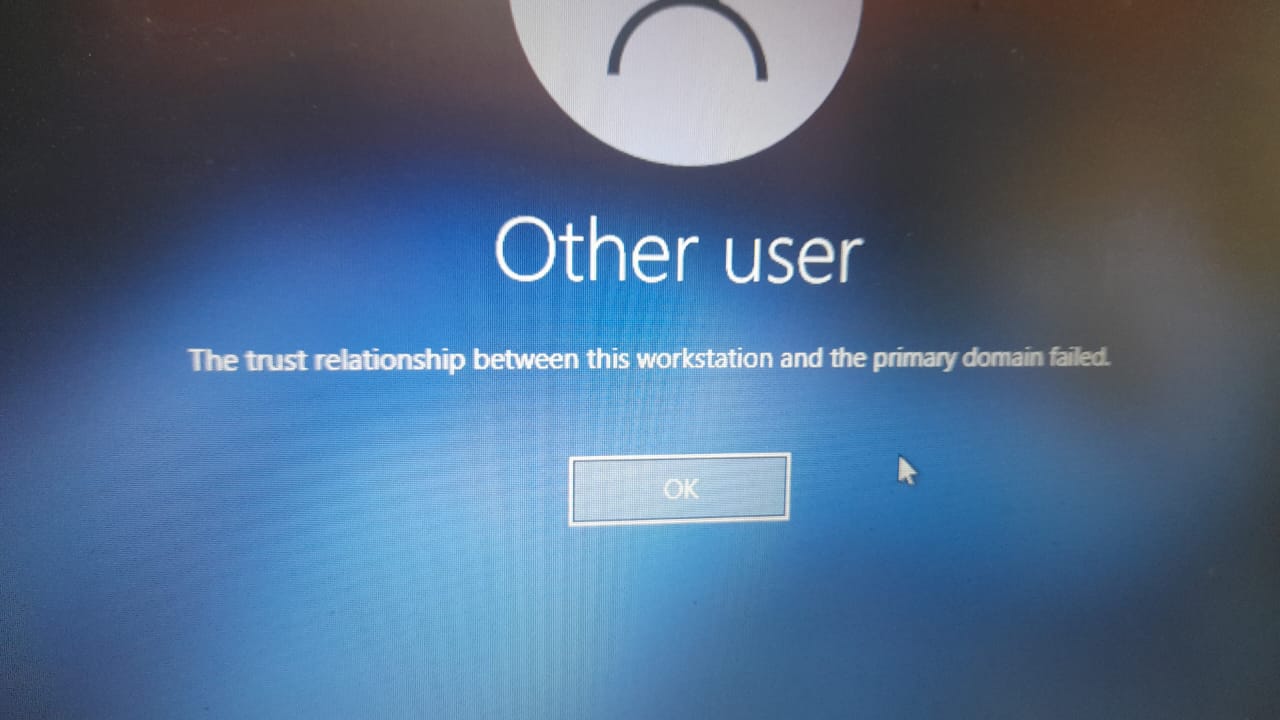 Other user
The trust relationship between this workstation and the primary domain failed.
OK